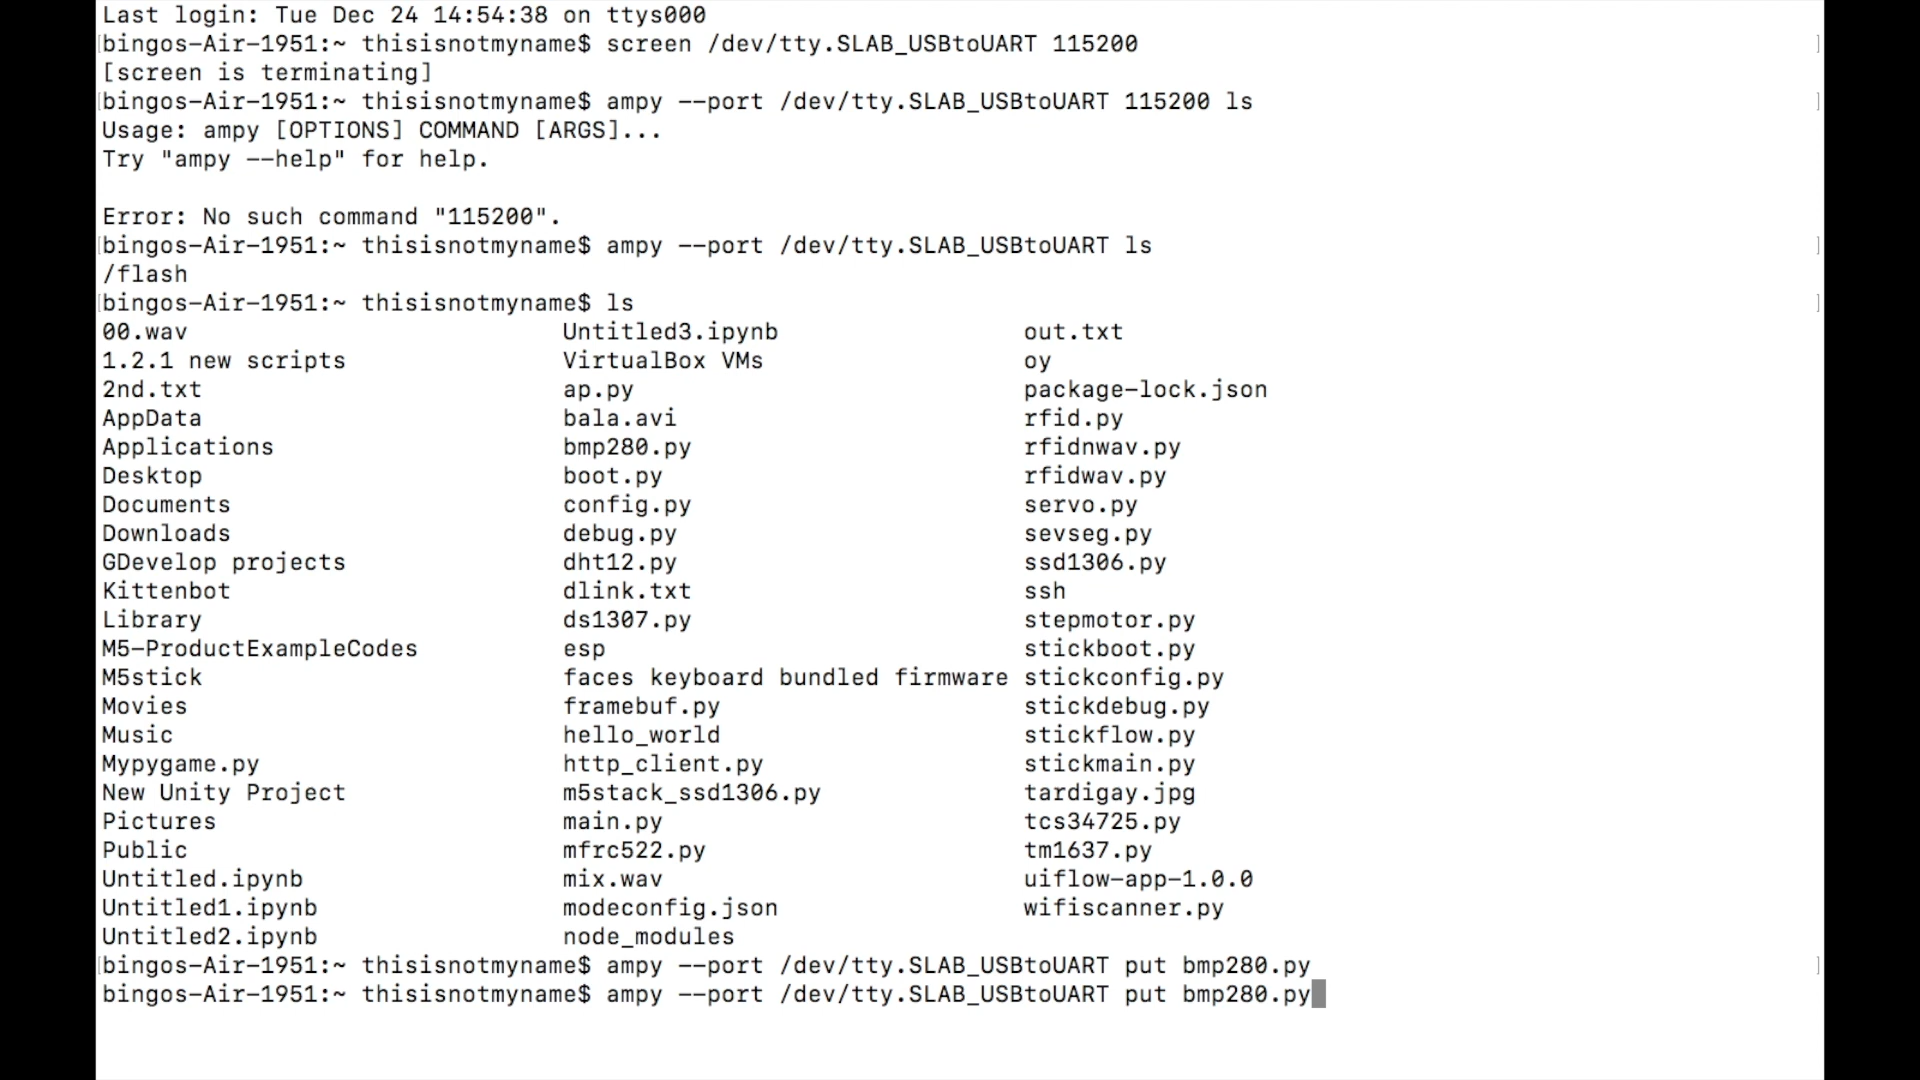 Last login: Tue Dec 24 14:54:38 on ttys000
[bingos-Air-1951:~ thisisnotmyname$ screen /dev/tty.SLAB_USBtoUART 115200 ]
[screen is terminating]
[bingos-Air-1951:~ thisisnotmyname$ ampy --port /dev/tty.SLAB_USBtoUART 115200 ls ]
Usage: ampy [OPTIONS] COMMAND [ARGS]...
Try "ampy --help" for help.
Error: No such command "115200".
[bingos-Air-1951:~ thisisnotmyname$ ampy --port /dev/tty.SLAB_USBtoUART ls ]
/flash
[bingos-Air-1951:~ thisisnotmyname$ ls ]
00.wav Untitled3.ipynb out.txt
1.2.1 new scripts VirtualBox VMs oy
2nd.txt ap.py package-lock.json
AppData bala.avi rfid.py
Applications bmp280.py rfidnwav.py
Desktop boot.py rfidwav.py
Documents config.py servo.py
Downloads debug.py sevseg.py
GDevelop projects dht12.py ssd1306.py
Kittenbot dlink.txt ssh
Library ds1307.py stepmotor.py
M5-ProductExampleCodes esp stickboot.py
M5stick faces keyboard bundled firmware stickconfig.py
Movies framebuf.py stickdebug.py
Music hello_world stickflow.py
Mypygame.py http_client.py stickmain.py
New Unity Project m5stack_ssd1306.py tardigay.jpg
Pictures main.py tcs34725.py
Public mfrc522.py tm1637.py
Untitled.ipynb mix.wav uiflow-app-1.0.0
Untitled1.ipynb modeconfig.json wifiscanner.py
Untitled2.ipynb node_modules
[bingos-Air-1951:~ thisisnotmyname$ ampy --port /dev/tty.SLAB_USBtoUART put bmp280.py ]
bingos-Air-1951:~ thisisnotmyname$ ampy --port /dev/tty.SLAB_USBtoUART put bmp280.py